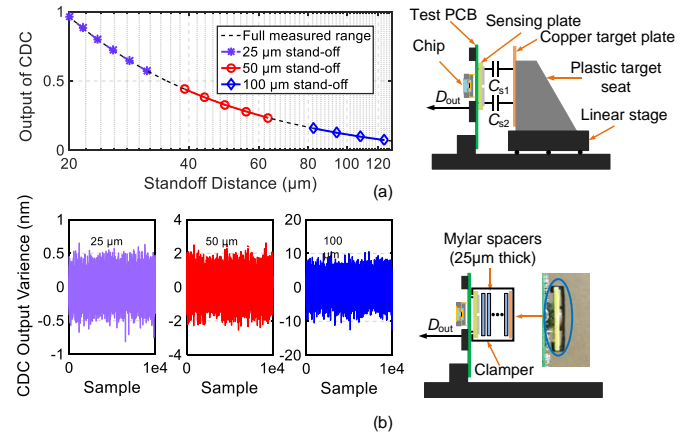 (a)
Output of CDC
1
0.5
0
Full measured range
25 µm stand-off
50 µm stand-off
100 µm stand-off
20
40
60
80
100
120
Standoff Distance (µm)
(a)
Test PCB
Sensing plate
Copper target plate
Chip
Plastic target
seat
Cs1
Dout
Cs2
Linear stage
(b)
CDC Output Varience (nm)
1
0.5
0
-0.5
-1
25 µm
0
1e4
Sample
4
2
0
-2
-4
50 µm
0
1e4
Sample
20
10
0
-10
-20
100
µm
0
1e4
Sample
Mylar spacers
(25µm thick)
Dout
Clamper
(b)